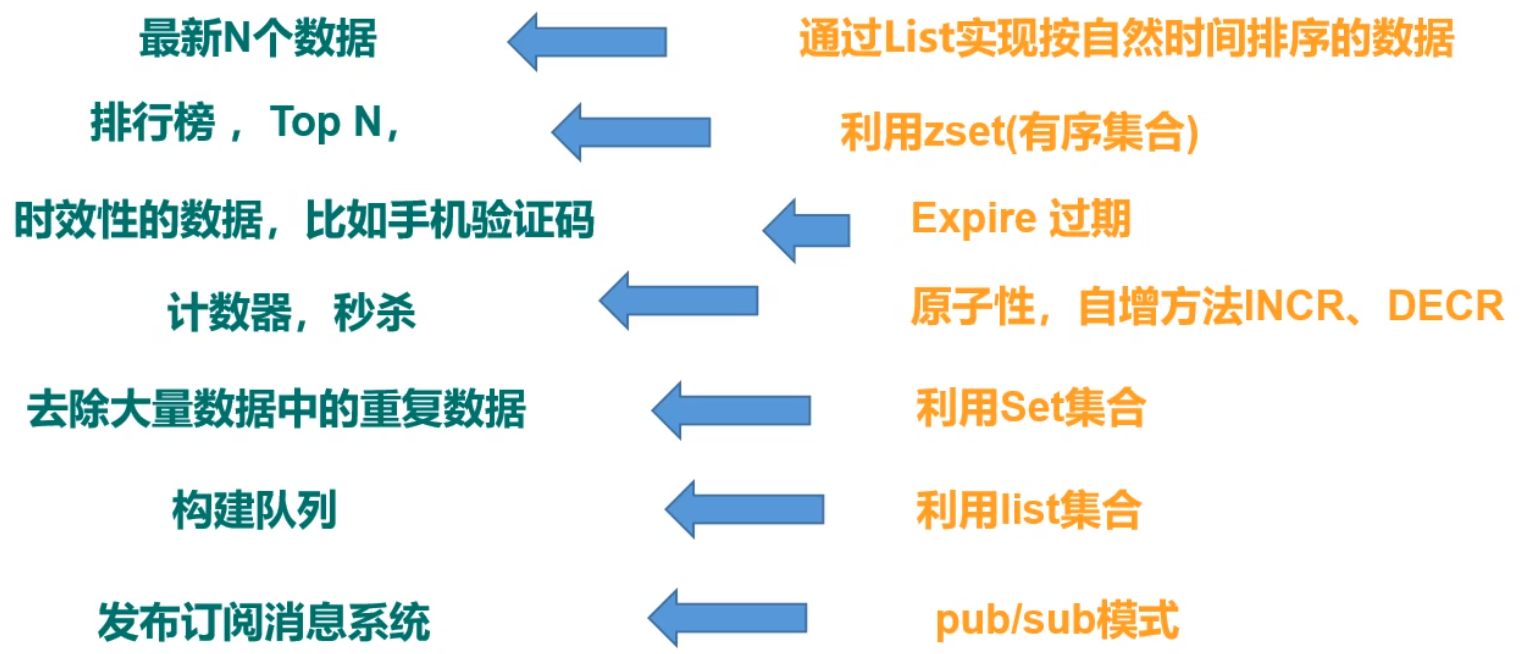 最新N个数据 通过List实现按自然时间排序的数据
排行榜 ，Top N， 利用zset(有序集合)
时效性的数据，比如手机验证码 Expire 过期
计数器，秒杀 原子性，自增方法INCR、DECR
去除大量数据中的重复数据 利用Set集合
构建队列 利用list集合
发布订阅消息系统 pub/sub模式